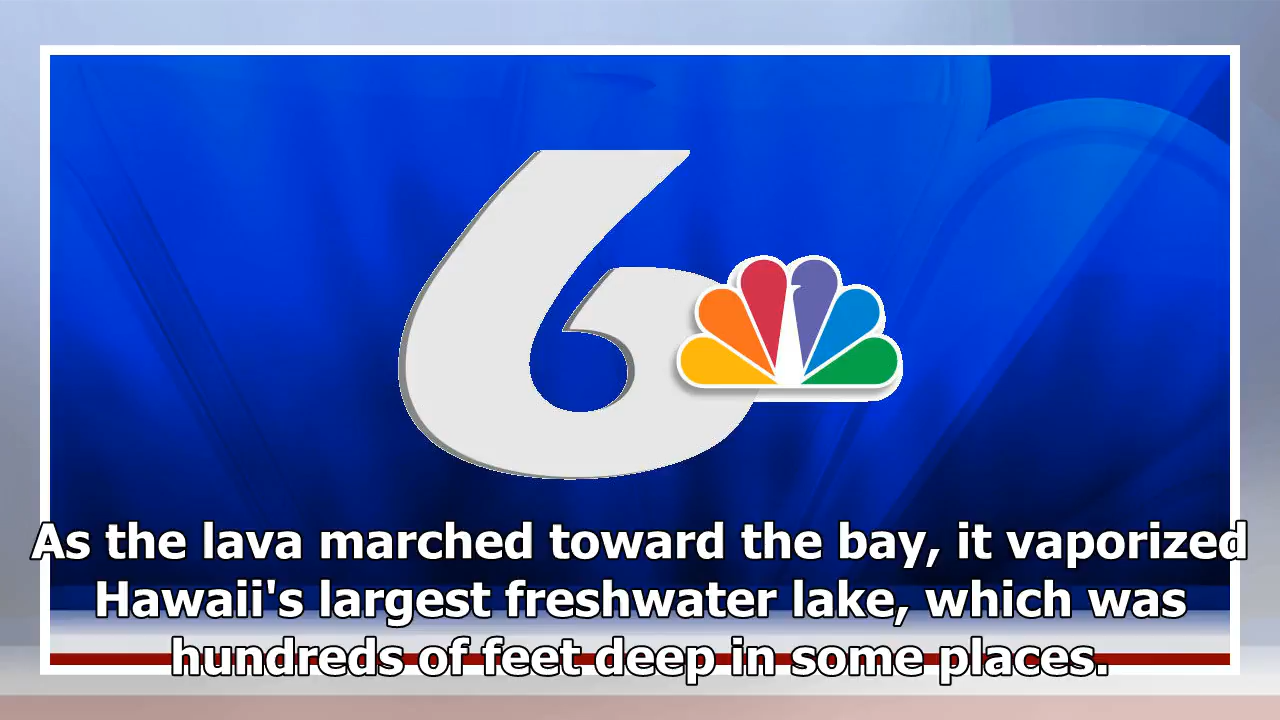 6
As the lava marched toward the bay, it vaporized
Hawaii's largest freshwater lake, which was
hundreds of feet deep in some places.